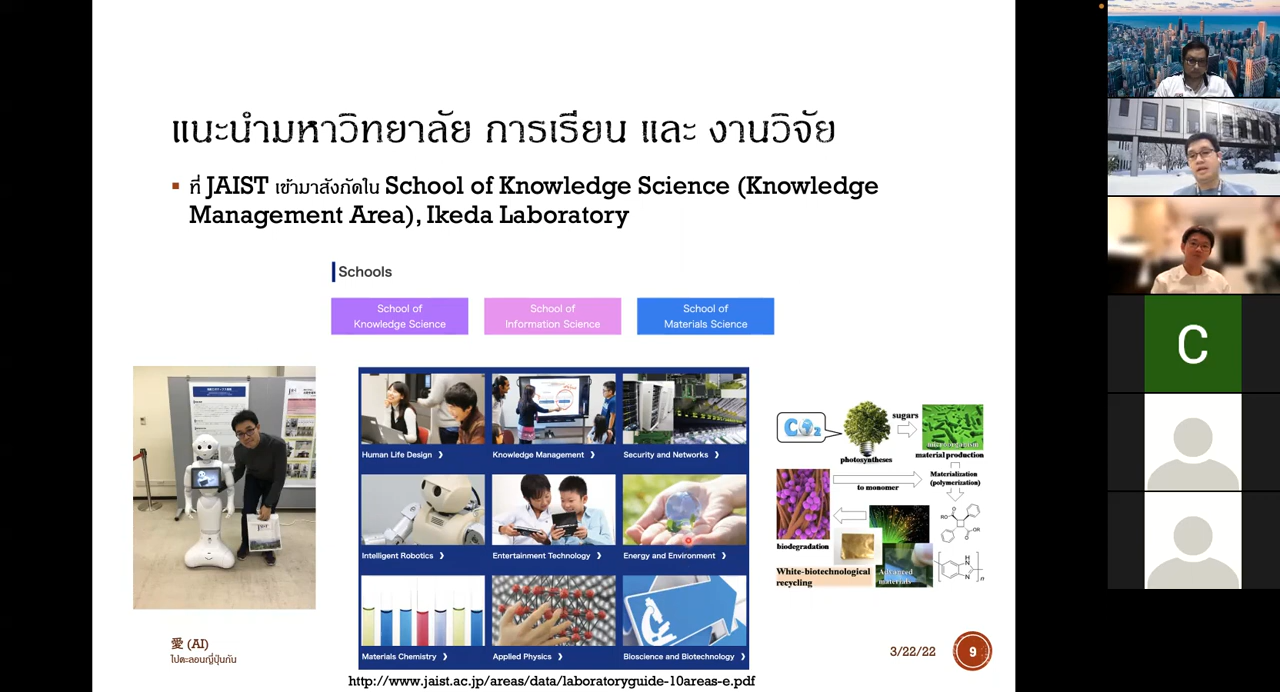 แนะนำมหาวิทยาลัย การเรียน และ งานวิจัย
▪ ที่ JAIST เข้ามาสังกัดใน School of Knowledge Science (Knowledge
Management Area), Ikeda Laboratory
Schools
School of
Knowledge Science
School of
Information Science
School of
Materials Science
Human Life Design ❯
Knowledge Management ❯
Security and Networks ❯
Intelligent Robotics ❯
Entertainment Technology ❯
Energy and Environment ❯
Materials Chemistry ❯
Applied Physics ❯
Bioscience and Biotechnology ❯
CO2
sugars
photosyntheses
microorganism
material production
to monomer
Materialization
(polymerization)
biodegradation
White-biotechnological
recycling
Advanced
materials
RO
O
O
OR
H
N
N
n
愛 (AI)
ไปตะลอนญี่ปุ่นกัน
3/22/22
9
http://www.jaist.ac.jp/areas/data/laboratoryguide-10areas-e.pdf
C